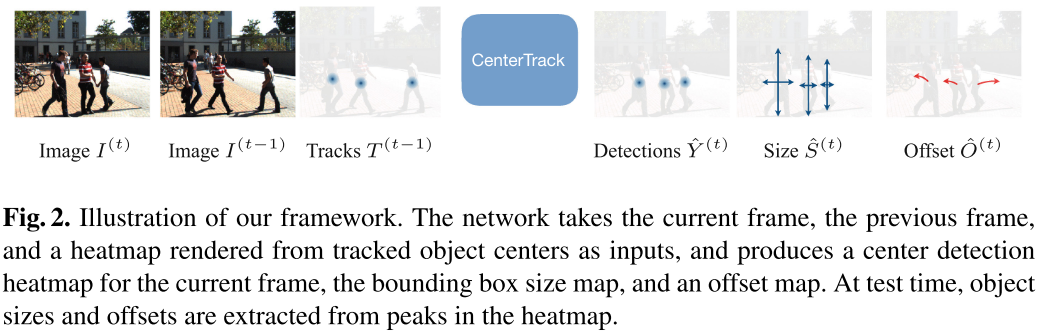 CenterTrack
Image I^(t) Image I^(t−1) Tracks T^(t−1) Detections Ŷ^(t) Size Ŝ^(t) Offset Ô^(t)
Fig. 2. Illustration of our framework. The network takes the current frame, the previous frame,
and a heatmap rendered from tracked object centers as inputs, and produces a center detection
heatmap for the current frame, the bounding box size map, and an offset map. At test time, object
sizes and offsets are extracted from peaks in the heatmap.